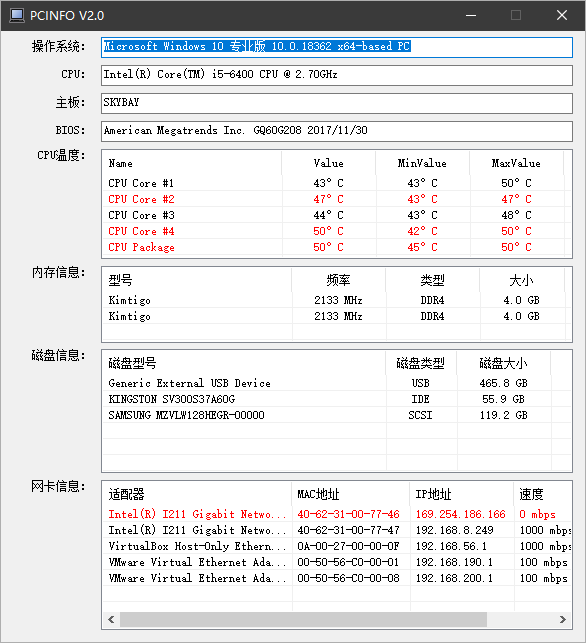 PCINFO V2.0
操作系统: Microsoft Windows 10 专业版 10.0.18362 x64-based PC
CPU: Intel(R) Core(TM) i5-6400 CPU @ 2.70GHz
主板: SKYBAY
BIOS: American Megatrends Inc. GQ60G208 2017/11/30
CPU温度:
Name Value MinValue MaxValue
CPU Core #1 43° C 43° C 50° C
CPU Core #2 47° C 43° C 47° C
CPU Core #3 44° C 43° C 48° C
CPU Core #4 50° C 42° C 50° C
CPU Package 50° C 45° C 50° C
内存信息:
型号 频率 类型 大小
Kimtigo 2133 MHz DDR4 4.0 GB
Kimtigo 2133 MHz DDR4 4.0 GB
磁盘信息:
磁盘型号 磁盘类型 磁盘大小
Generic External USB Device USB 465.8 GB
KINGSTON SV300S37A60G IDE 55.9 GB
SAMSUNG MZVLW128HEGR-00000 SCSI 119.2 GB
网卡信息:
适配器 MAC地址 IP地址 速度
Intel(R) I211 Gigabit Netwo... 40-62-31-00-77-46 169.254.186.166 0 mbps
Intel(R) I211 Gigabit Netwo... 40-62-31-00-77-47 192.168.8.249 1000 mbps
VirtualBox Host-Only Ethern... 0A-00-27-00-00-0F 192.168.56.1 1000 mbps
VMware Virtual Ethernet Ada... 00-50-56-C0-00-01 192.168.190.1 100 mbps
VMware Virtual Ethernet Ada... 00-50-56-C0-00-08 192.168.200.1 100 mbps